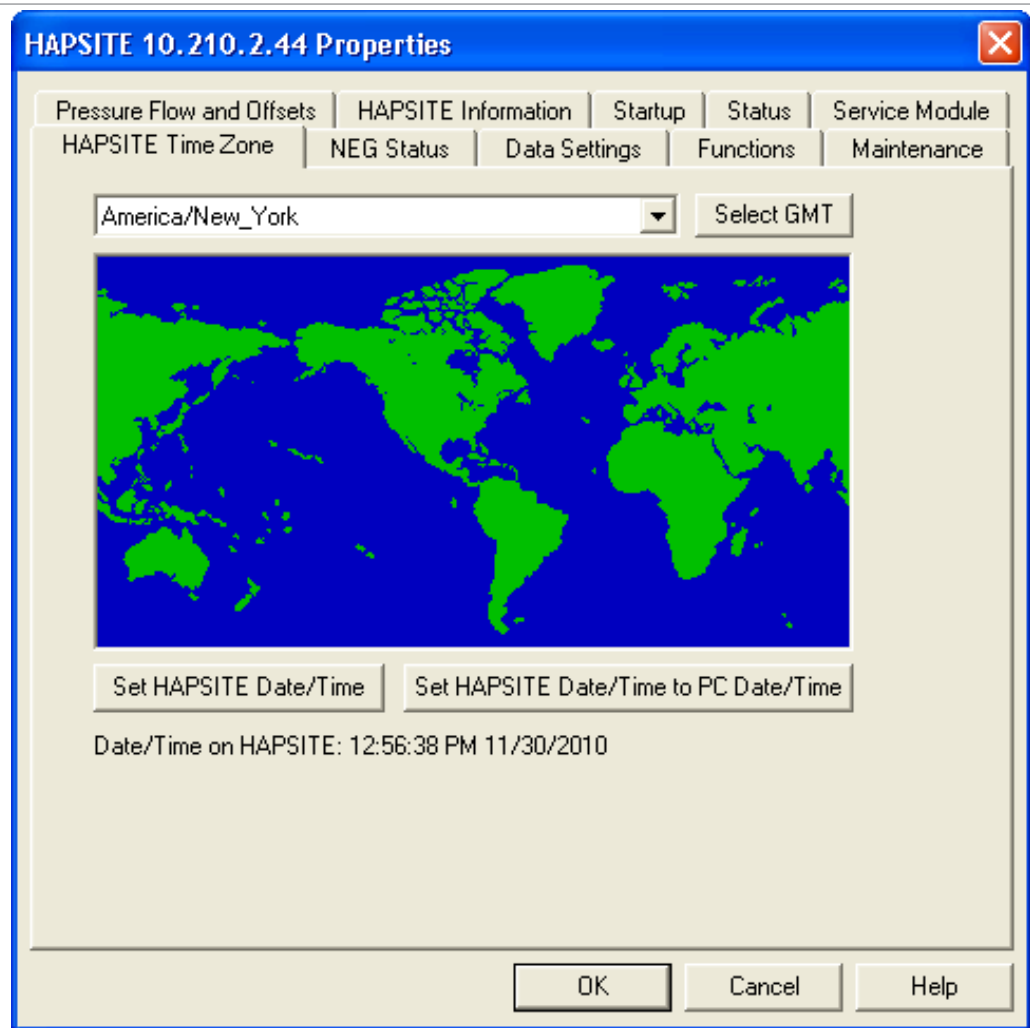 HAPSITE 10.210.2.44 Properties
Pressure Flow and Offsets HAPSITE Information Startup Status Service Module
HAPSITE Time Zone NEG Status Data Settings Functions Maintenance
America/New_York Select GMT
Set HAPSITE Date/Time Set HAPSITE Date/Time to PC Date/Time
Date/Time on HAPSITE: 12:56:38 PM 11/30/2010
OK Cancel Help